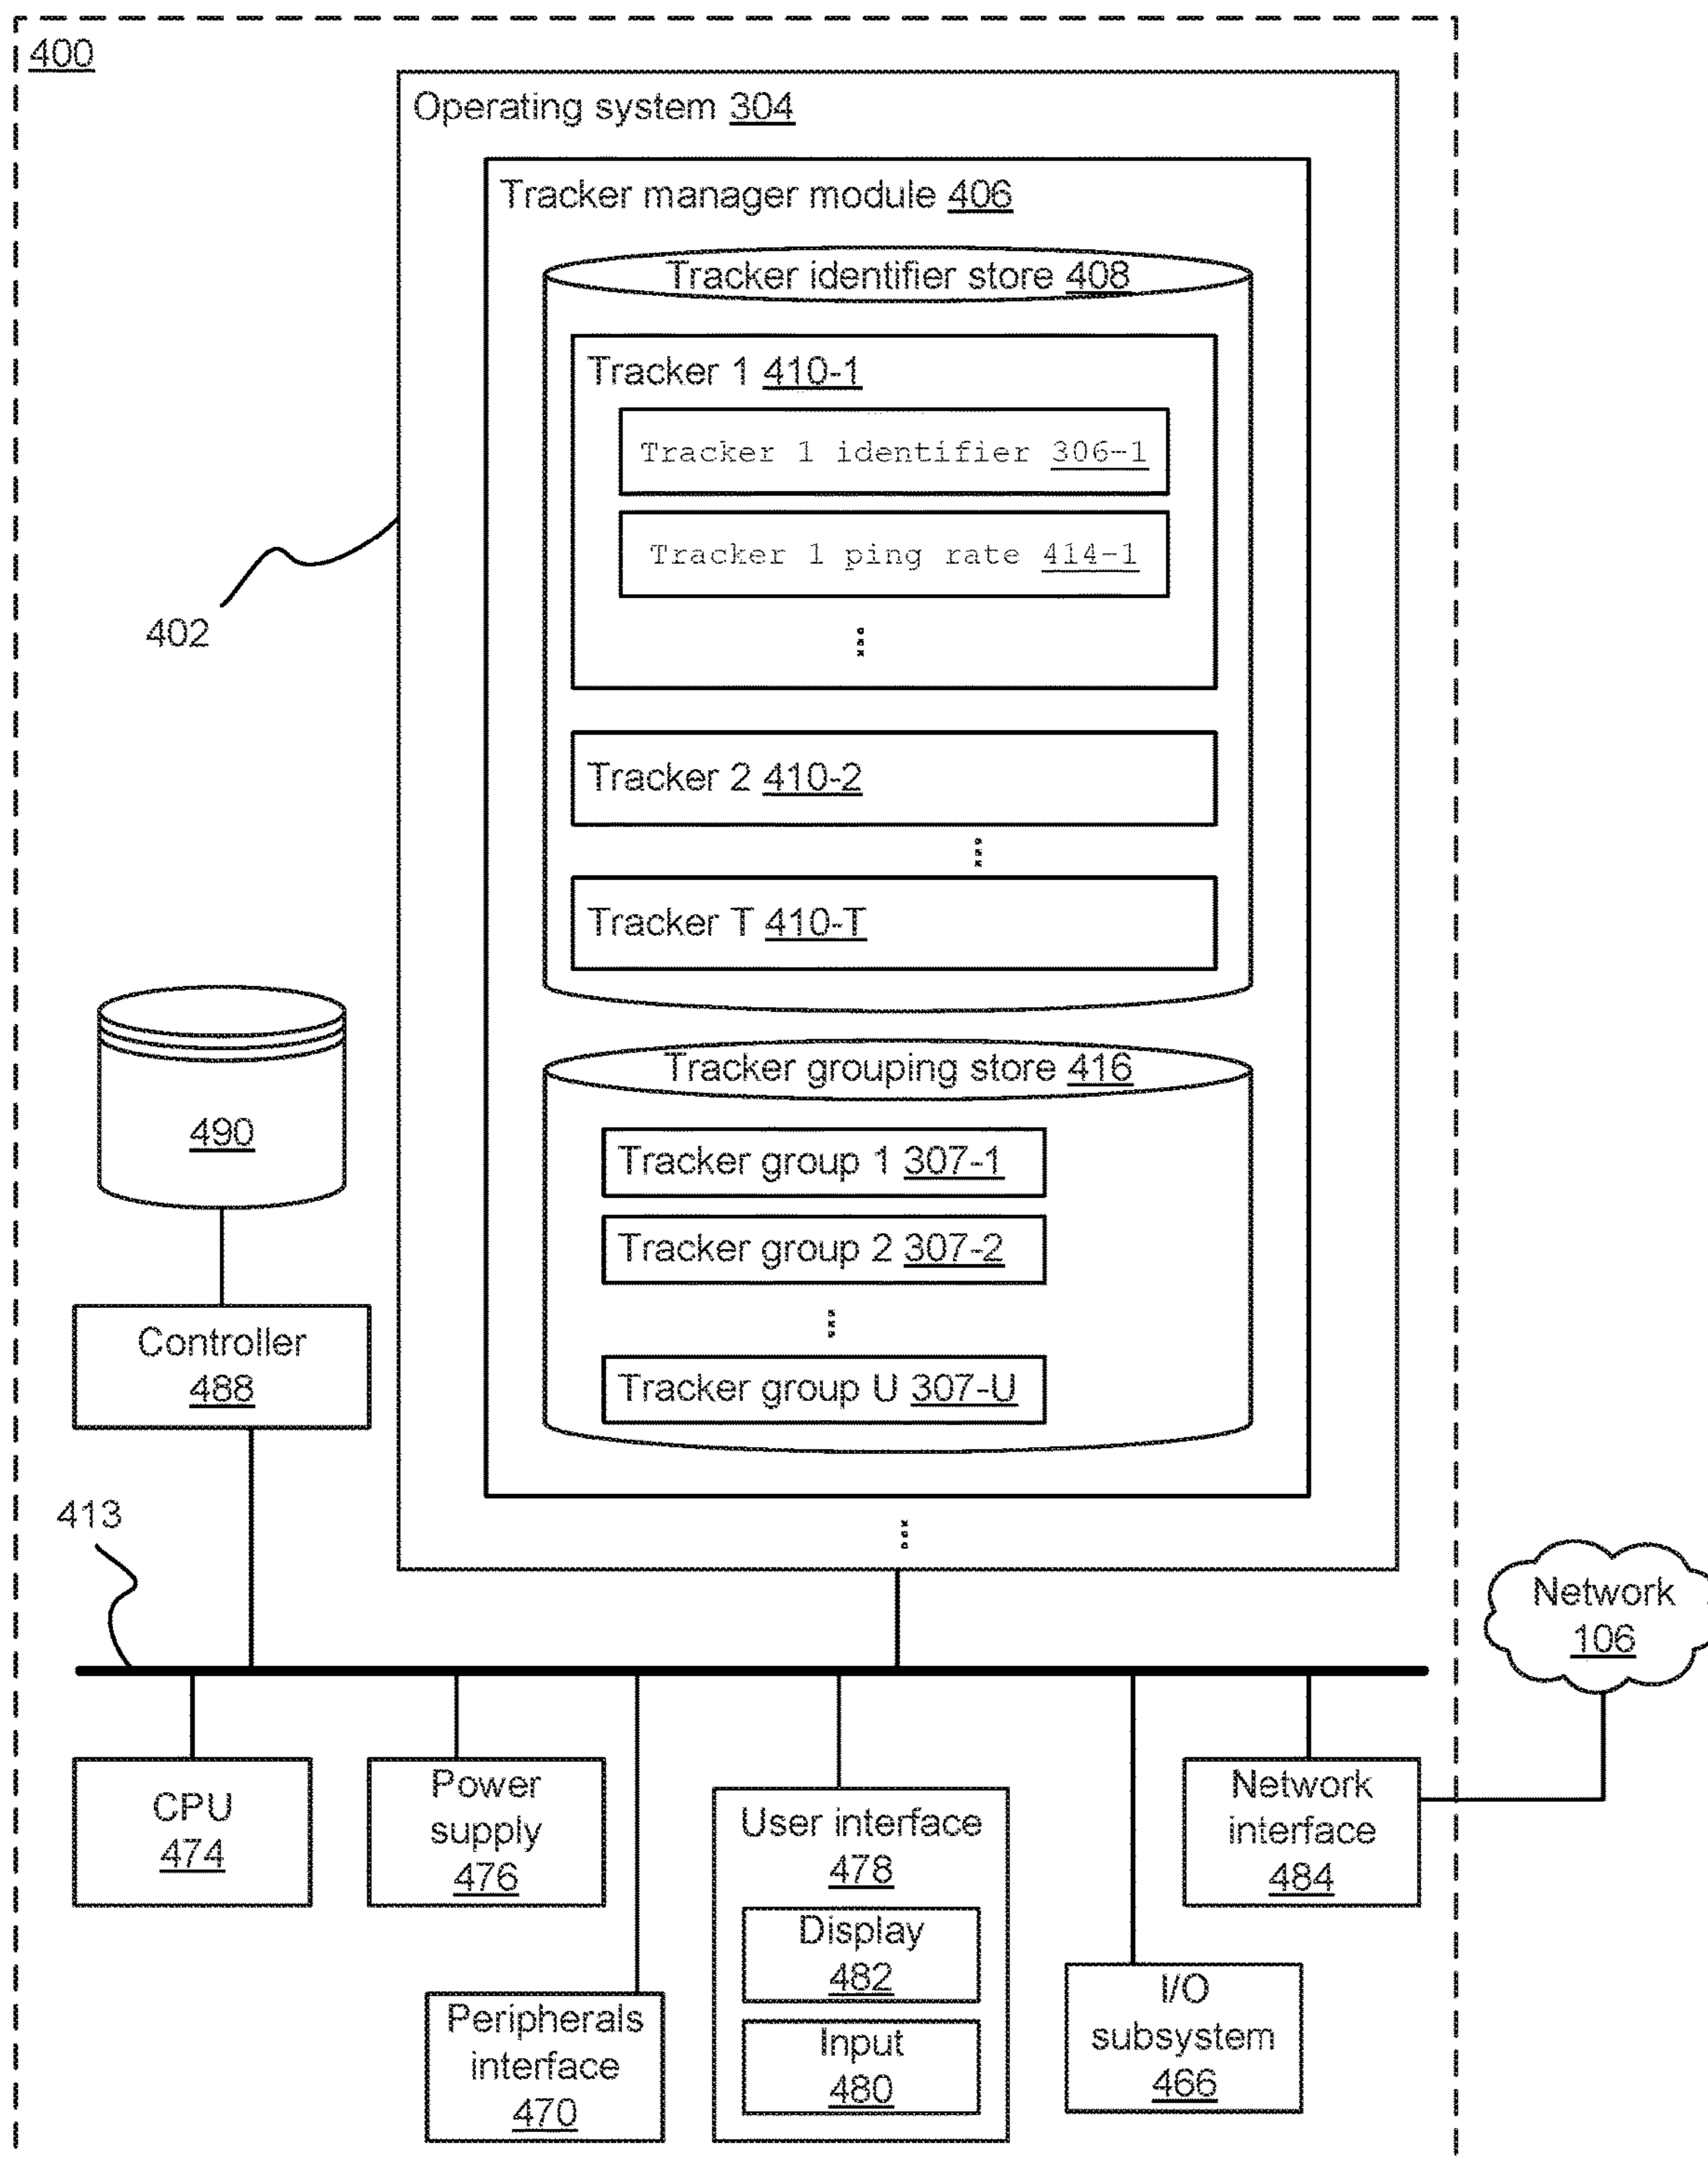 400
Operating system 304
Tracker manager module 406
Tracker identifier store 408
Tracker 1 410-1
Tracker 1 identifier 306-1
Tracker 1 ping rate 414-1
402
Tracker 2 410-2
Tracker T 410-T
490
Tracker grouping store 416
Tracker group 1 307-1
Tracker group 2 307-2
Tracker group U 307-U
Controller
488
413
Network
106
CPU
474
Power
supply
476
User interface
478
Display
482
Input
480
Network
interface
484
Peripherals
interface
470
I/O
subsystem
466